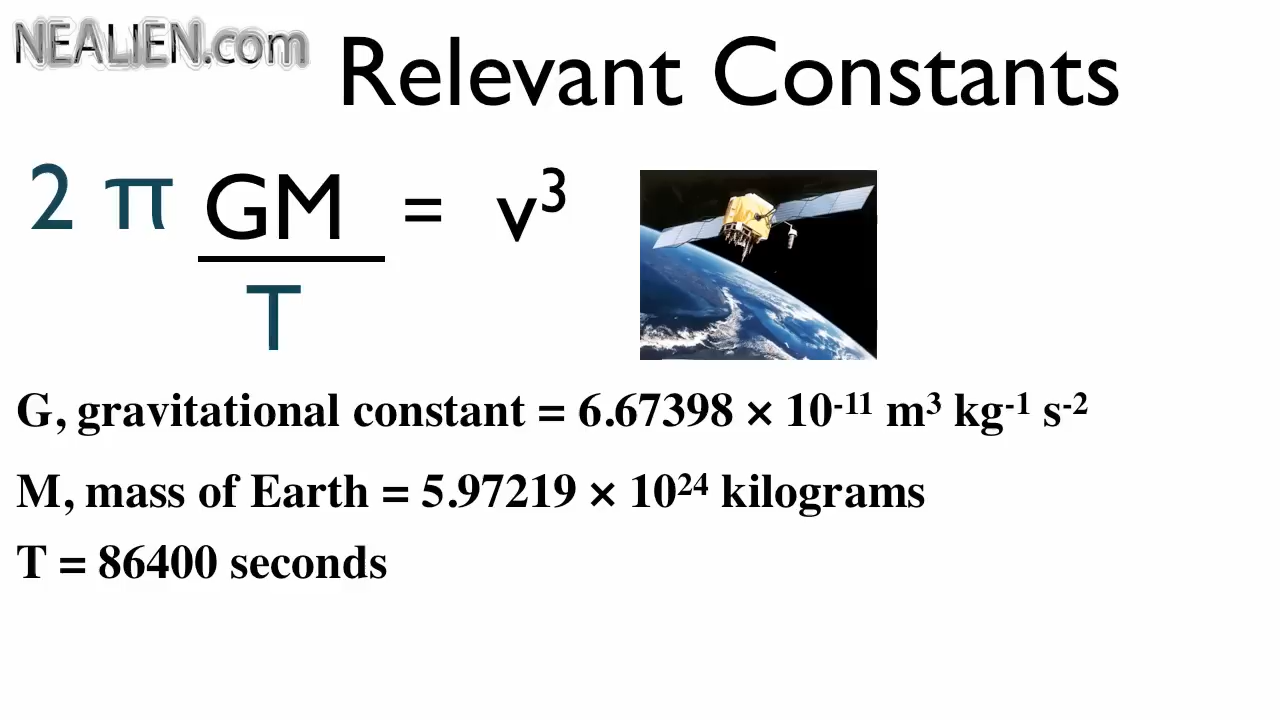 NEALIEN.com
Relevant Constants
2 π GM = v³
T
G, gravitational constant = 6.67398 × 10⁻¹¹ m³ kg⁻¹ s⁻²
M, mass of Earth = 5.97219 × 10²⁴ kilograms
T = 86400 seconds